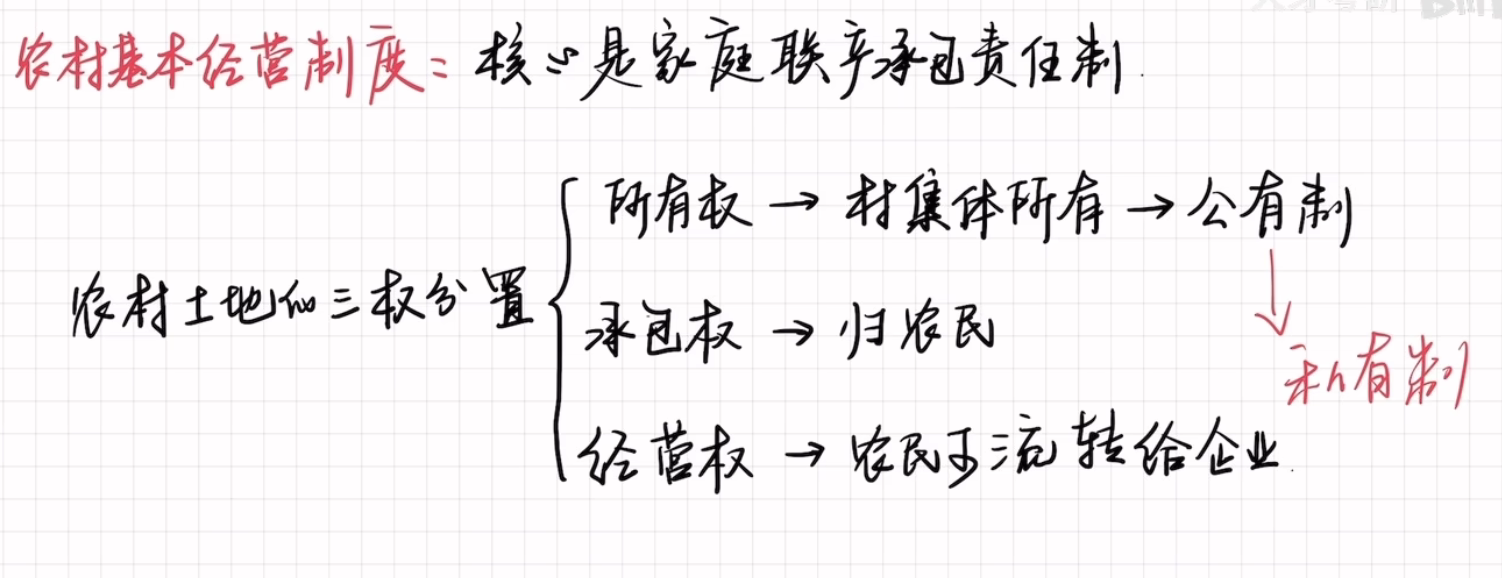 农村基本经营制度：核心是家庭联产承包责任制.
所有权 → 村集体所有 → 公有制
农村土地的三权分置
承包权 → 归农民
↓
私有制
经营权 → 农民可流转给企业.